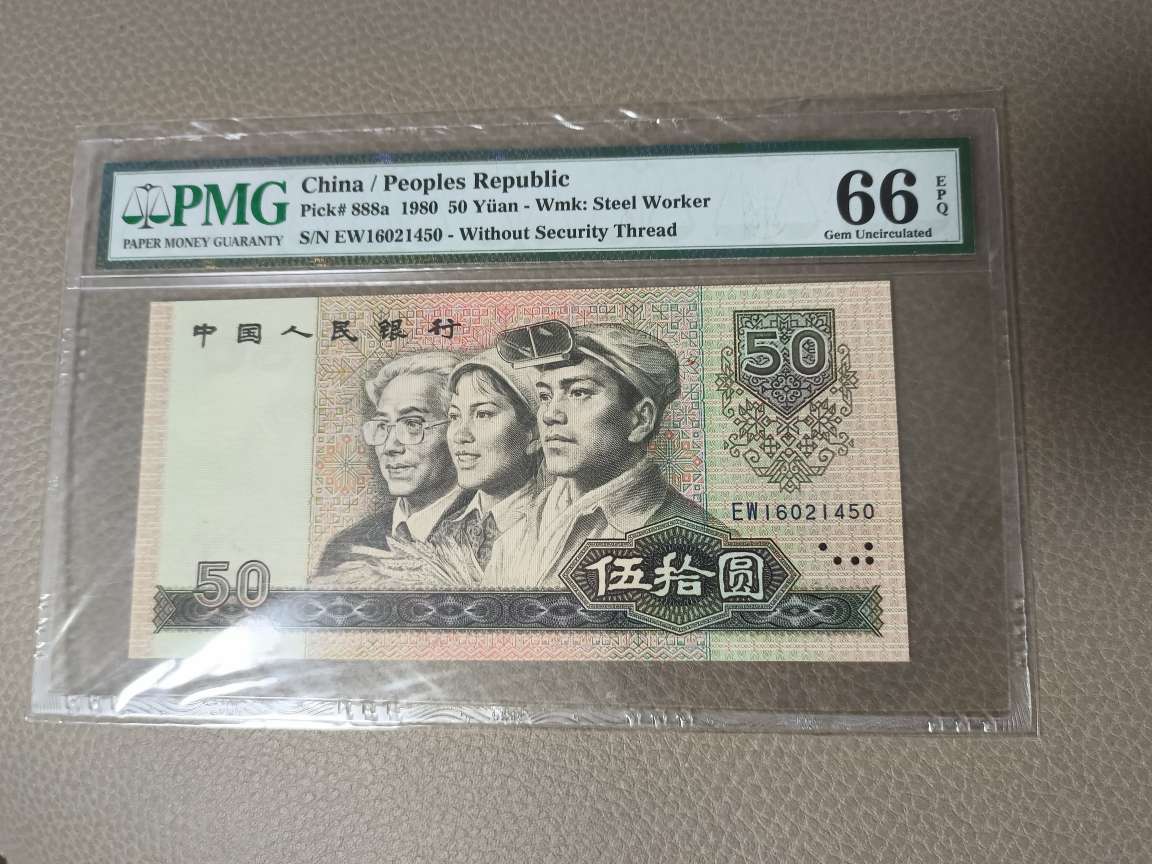 PMG
PAPER MONEY GUARANTY
China / Peoples Republic
Pick# 888a 1980 50 Yüan - Wmk: Steel Worker
S/N EW16021450 - Without Security Thread
66
EPQ
Gem Uncirculated
中国人民银行
50
EW16021450
50
伍拾圆